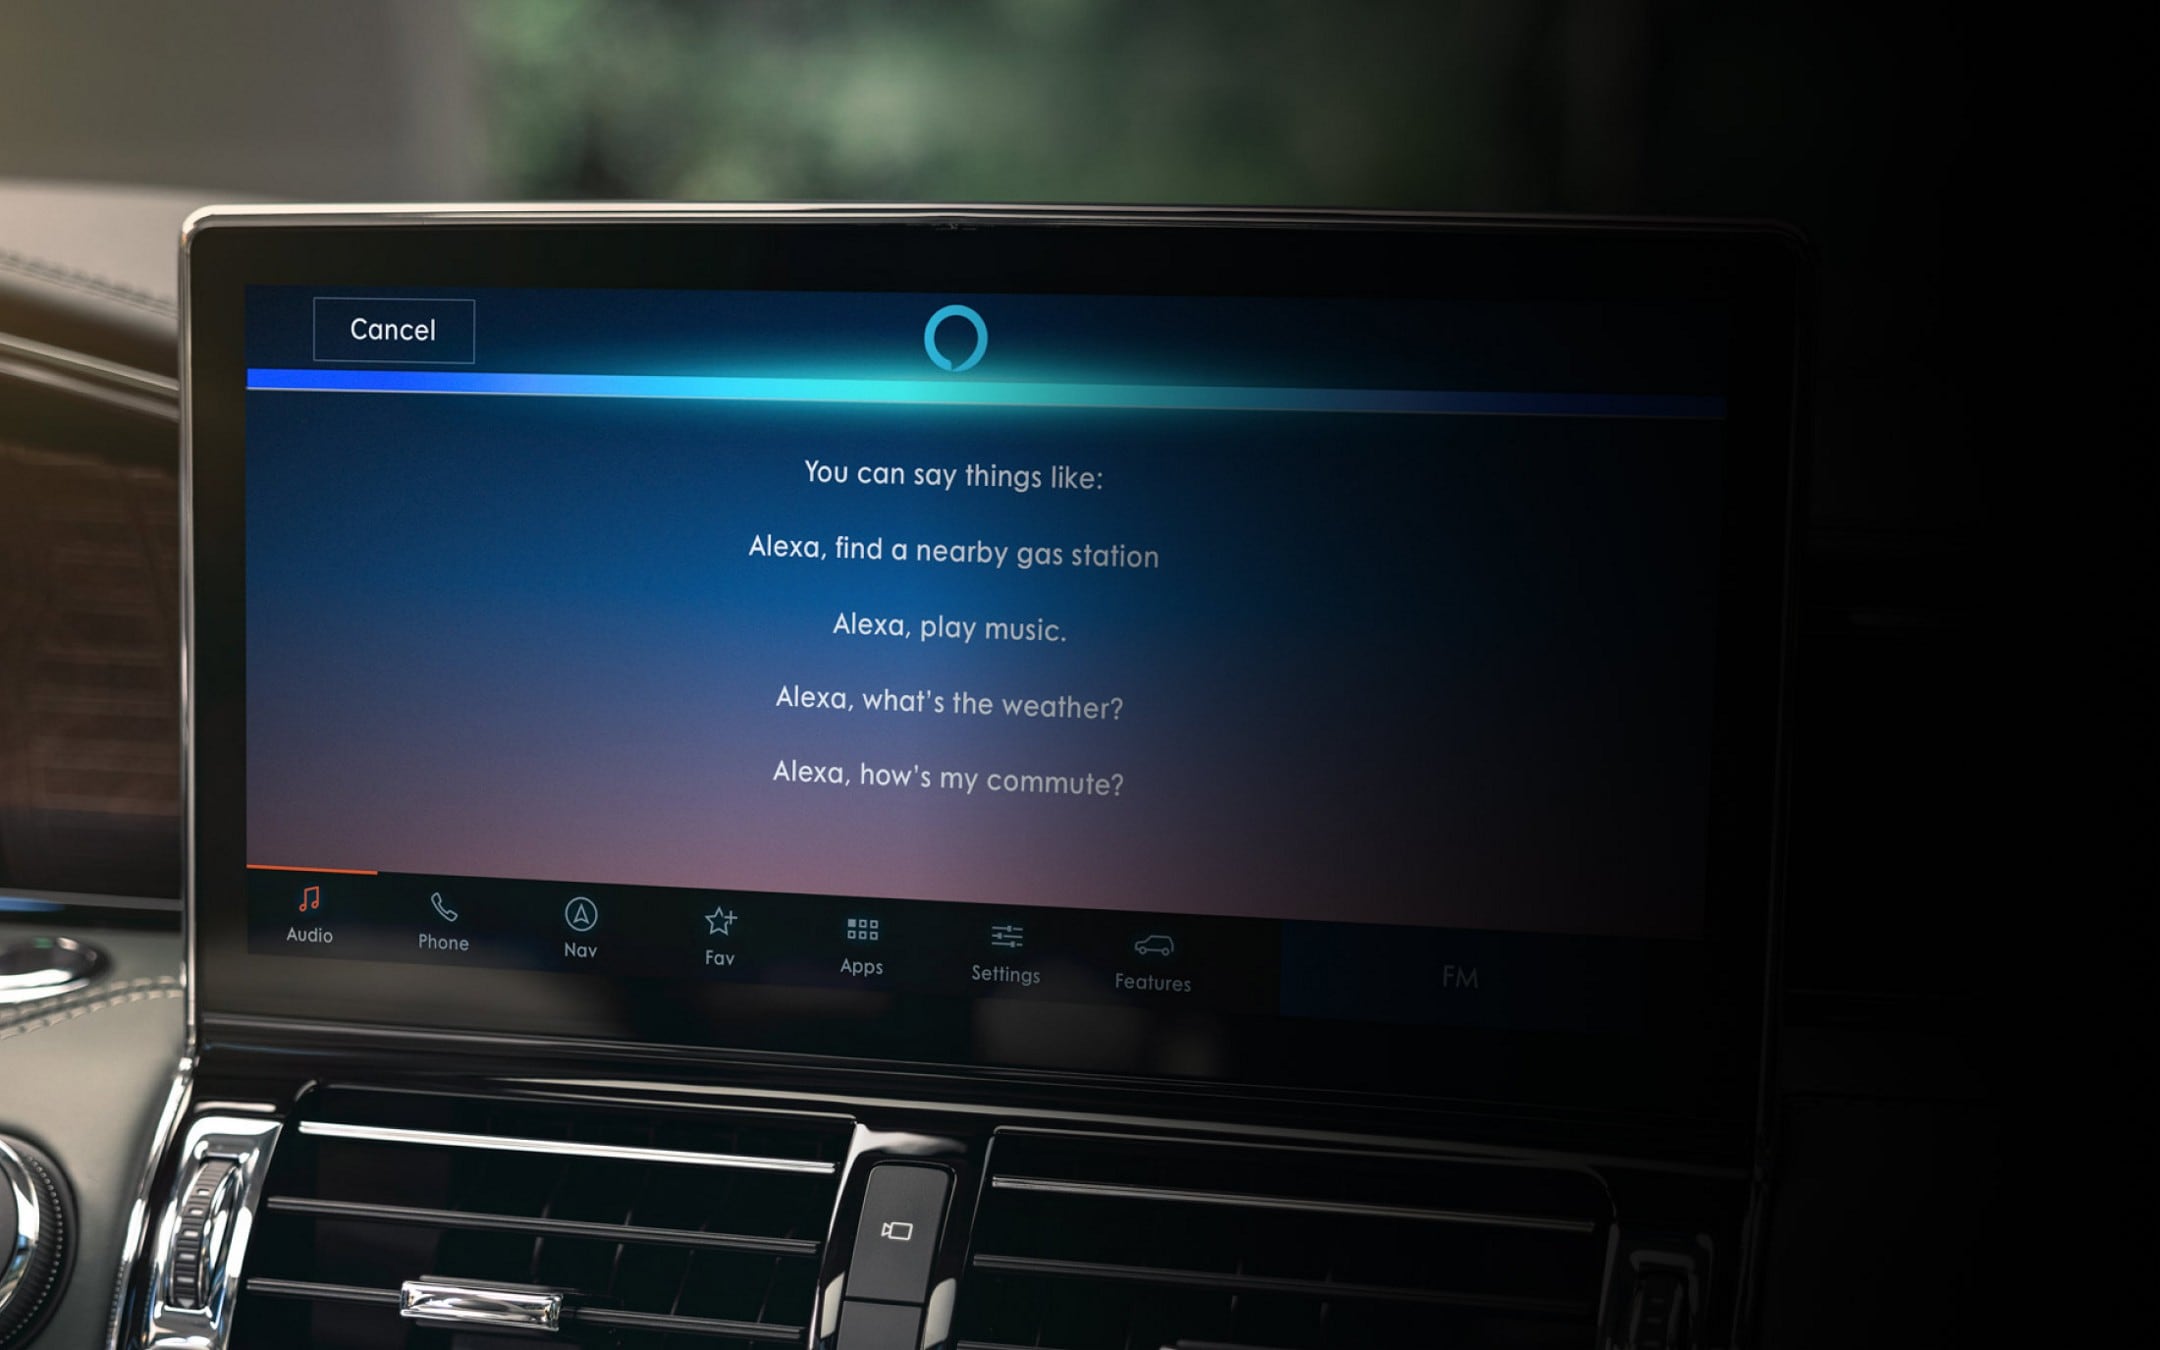 Cancel
You can say things like:
Alexa, find a nearby gas station
Alexa, play music.
Alexa, what's the weather?
Alexa, how's my commute?
Audio
Phone
Nav
Fav
Apps
Settings
Features
FM